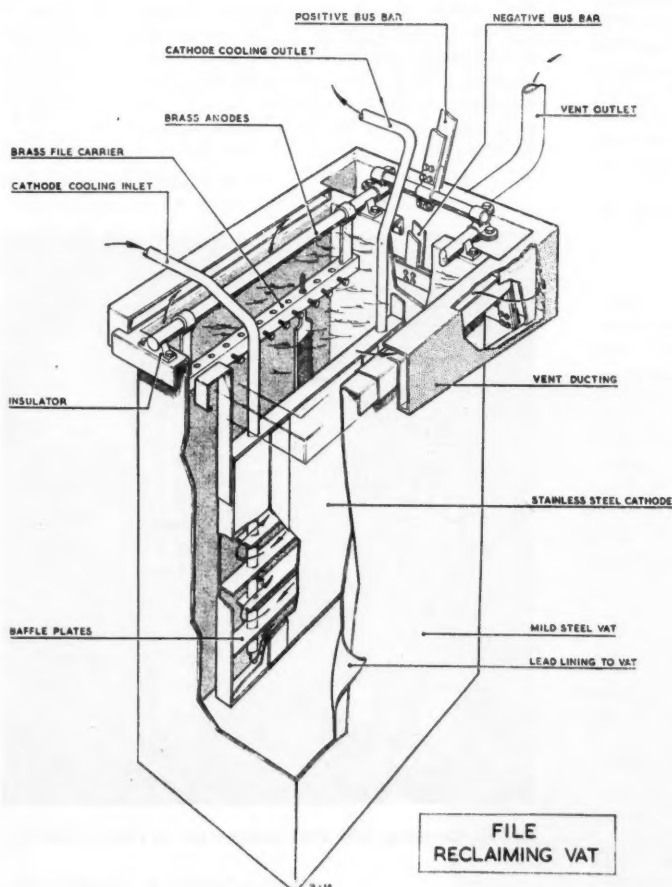 POSITIVE BUS BAR
NEGATIVE BUS BAR
CATHODE COOLING OUTLET
VENT OUTLET
BRASS ANODES
BRASS FILE CARRIER
CATHODE COOLING INLET
INSULATOR
VENT DUCTING
STAINLESS STEEL CATHODE
BAFFLE PLATES
MILD STEEL VAT
LEAD LINING TO VAT
FILE
RECLAIMING VAT